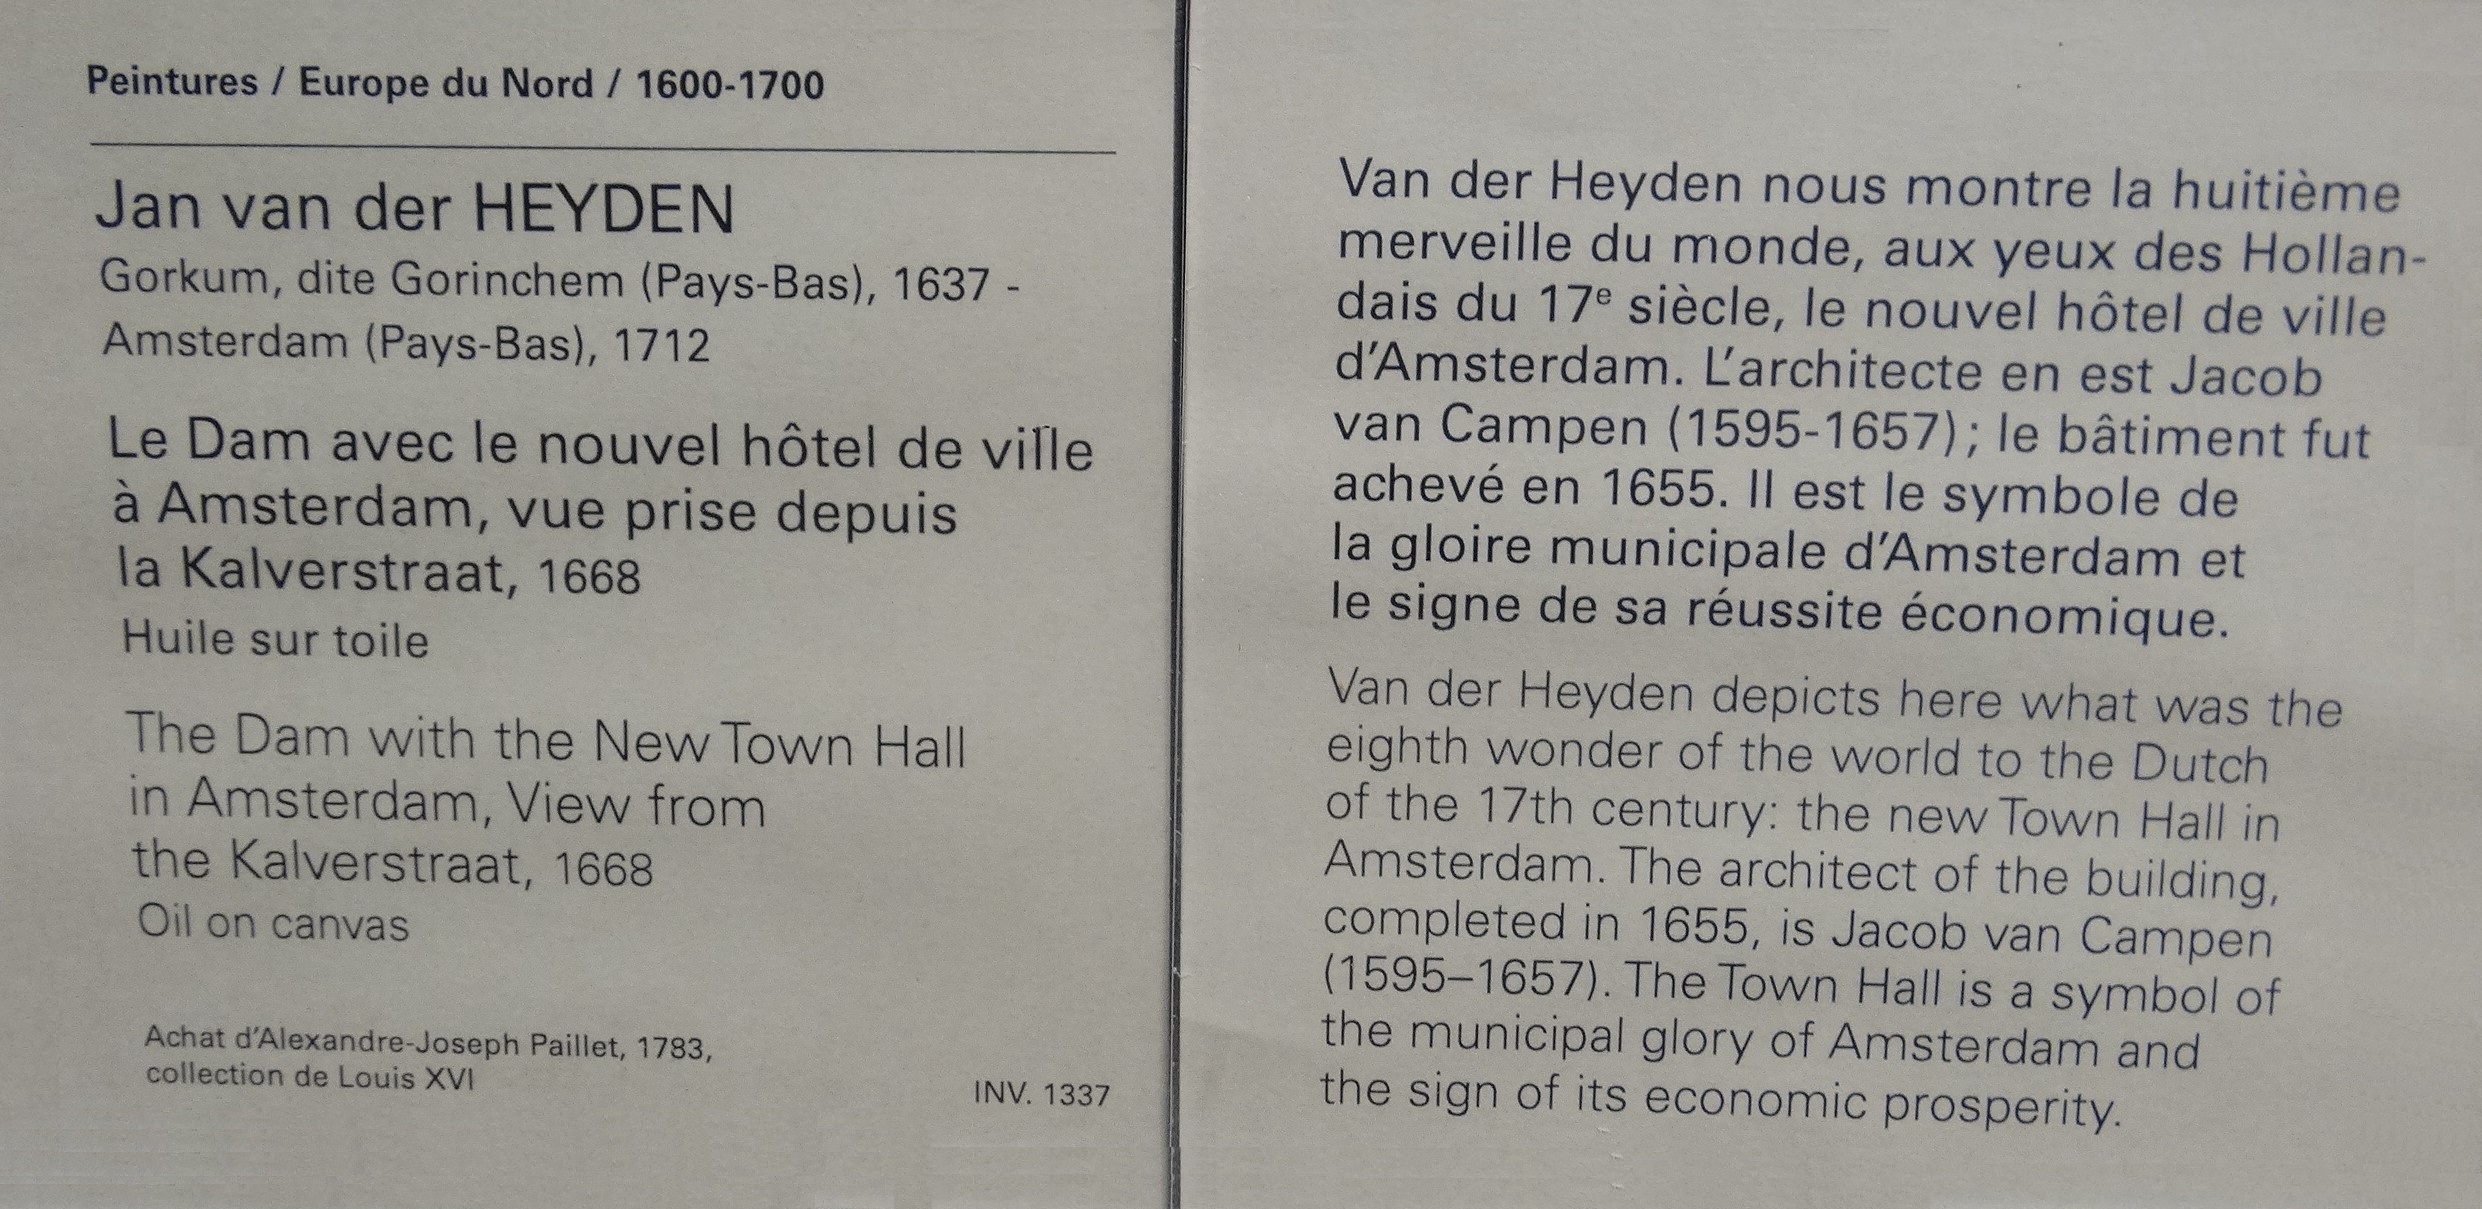 Peintures / Europe du Nord / 1600-1700
Jan van der HEYDEN
Gorkum, dite Gorinchem (Pays-Bas), 1637 -
Amsterdam (Pays-Bas), 1712
Le Dam avec le nouvel hôtel de ville
à Amsterdam, vue prise depuis
la Kalverstraat, 1668
Huile sur toile
The Dam with the New Town Hall
in Amsterdam, View from
the Kalverstraat, 1668
Oil on canvas
Achat d'Alexandre-Joseph Paillet, 1783,
collection de Louis XVI
INV. 1337
Van der Heyden nous montre la huitième
merveille du monde, aux yeux des Hollan-
dais du 17e siècle, le nouvel hôtel de ville
d'Amsterdam. L'architecte en est Jacob
van Campen (1595-1657) ; le bâtiment fut
achevé en 1655. Il est le symbole de
la gloire municipale d'Amsterdam et
le signe de sa réussite économique.
Van der Heyden depicts here what was the
eighth wonder of the world to the Dutch
of the 17th century: the new Town Hall in
Amsterdam. The architect of the building,
completed in 1655, is Jacob van Campen
(1595–1657). The Town Hall is a symbol of
the municipal glory of Amsterdam and
the sign of its economic prosperity.